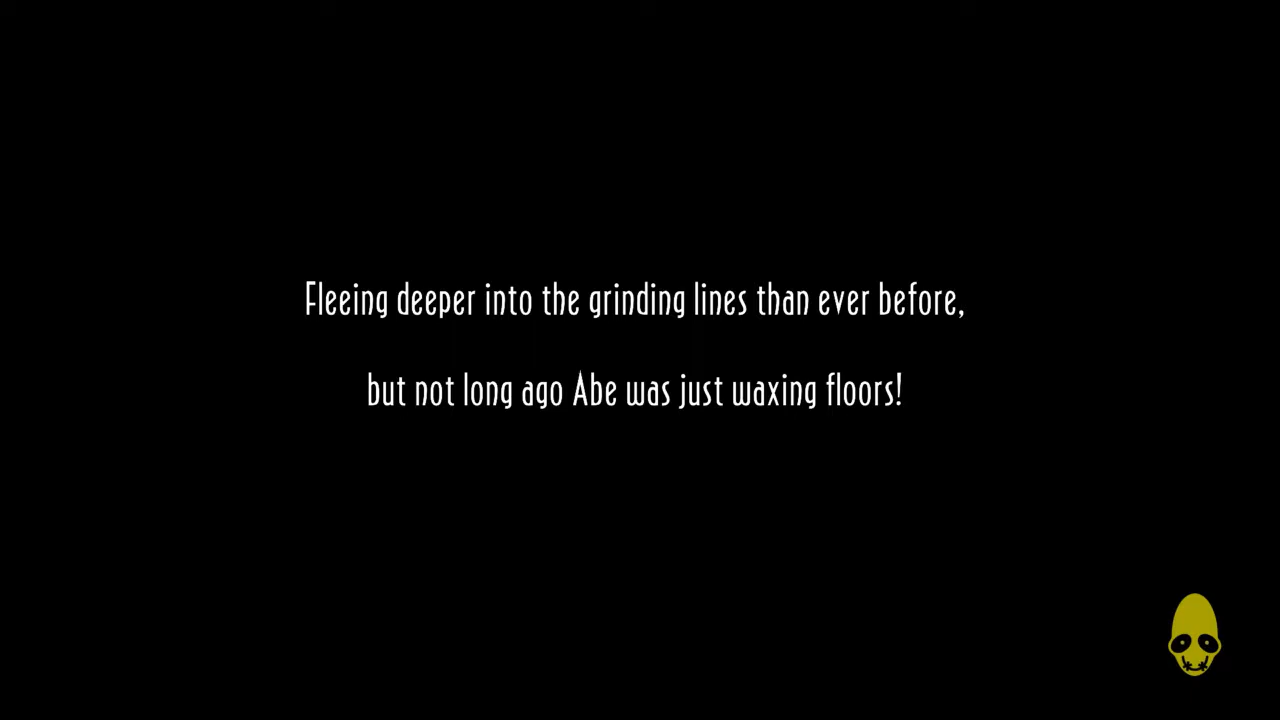 Fleeing deeper into the grinding lines than ever before,
but not long ago Abe was just waxing floors!